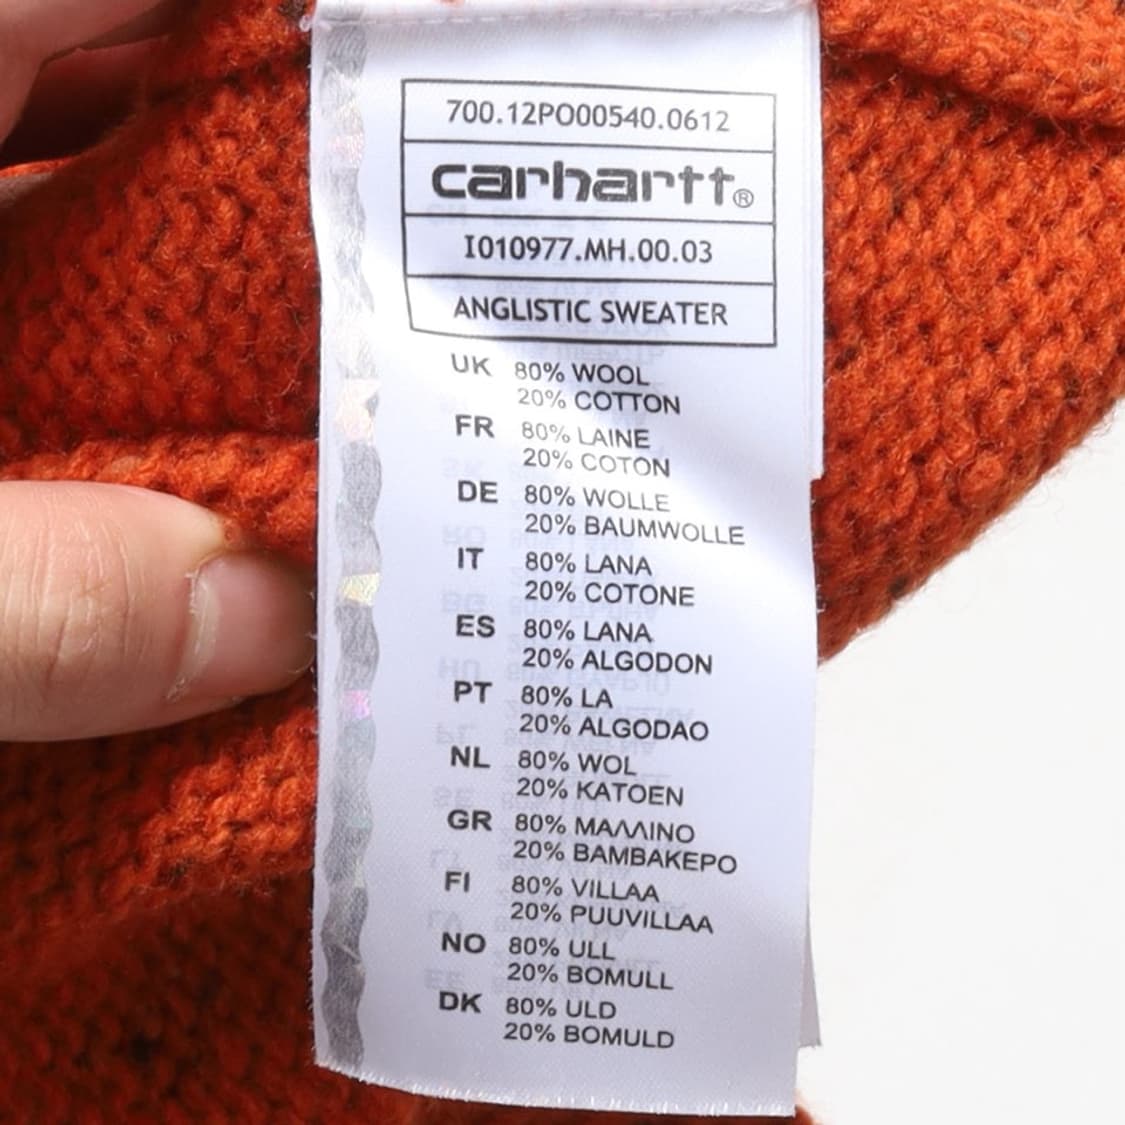 700.12PO00540.0612
carhartt®
I010977.MH.00.03
ANGLISTIC SWEATER
UK 80% WOOL
20% COTTON
FR 80% LAINE
20% COTON
DE 80% WOLLE
20% BAUMWOLLE
IT 80% LANA
20% COTONE
ES 80% LANA
20% ALGODON
PT 80% LA
20% ALGODAO
NL 80% WOL
20% KATOEN
GR 80% ΜΑΛΛΙΝΟ
20% ΒΑΜΒΑΚΕΡΟ
FI 80% VILLAA
20% PUUVILLAA
NO 80% ULL
20% BOMULL
DK 80% ULD
20% BOMULD